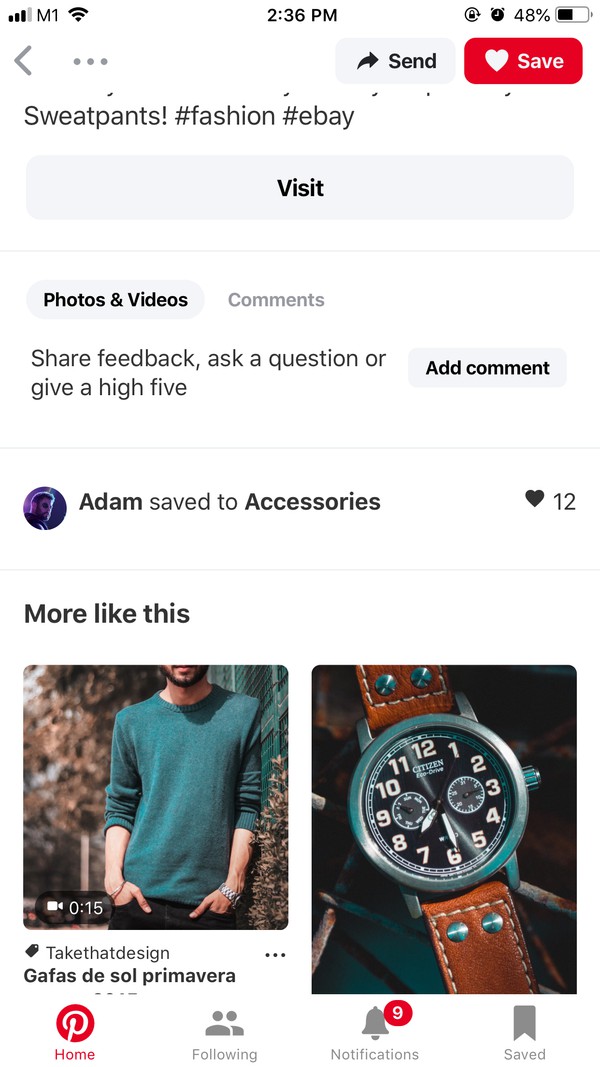 M1
2:36 PM
48%
Send
Save
Sweatpants! #fashion #ebay
Visit
Photos & Videos
Comments
Share feedback, ask a question or
give a high five
Add comment
Adam saved to Accessories
12
More like this
0:15
12
1
2
3
4
5
6
7
8
9
10
11
CITIZEN
Eco-Drive
Takethatdesign
Gafas de sol primavera
9
Home
Following
Notifications
Saved